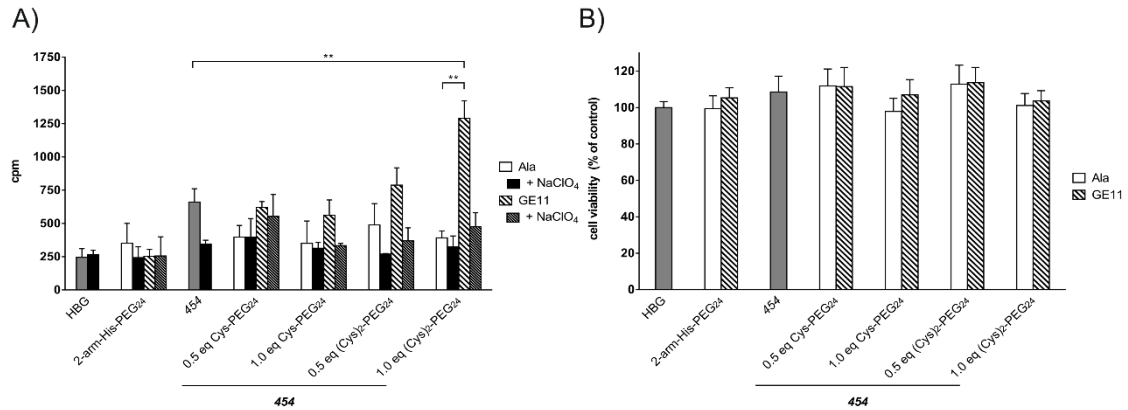 A)
B)
**
**
cpm
1750
1500
1250
1000
750
500
250
0
Ala
+ NaClO4
GE11
+ NaClO4
HBG
2-arm-His-PEG24
454
0.5 eq Cys-PEG24
1.0 eq Cys-PEG24
0.5 eq (Cys)2-PEG24
1.0 eq (Cys)2-PEG24
454
cell viability (% of control)
120
100
80
60
40
20
0
Ala
GE11
HBG
2-arm-His-PEG24
454
0.5 eq Cys-PEG24
1.0 eq Cys-PEG24
0.5 eq (Cys)2-PEG24
1.0 eq (Cys)2-PEG24
454